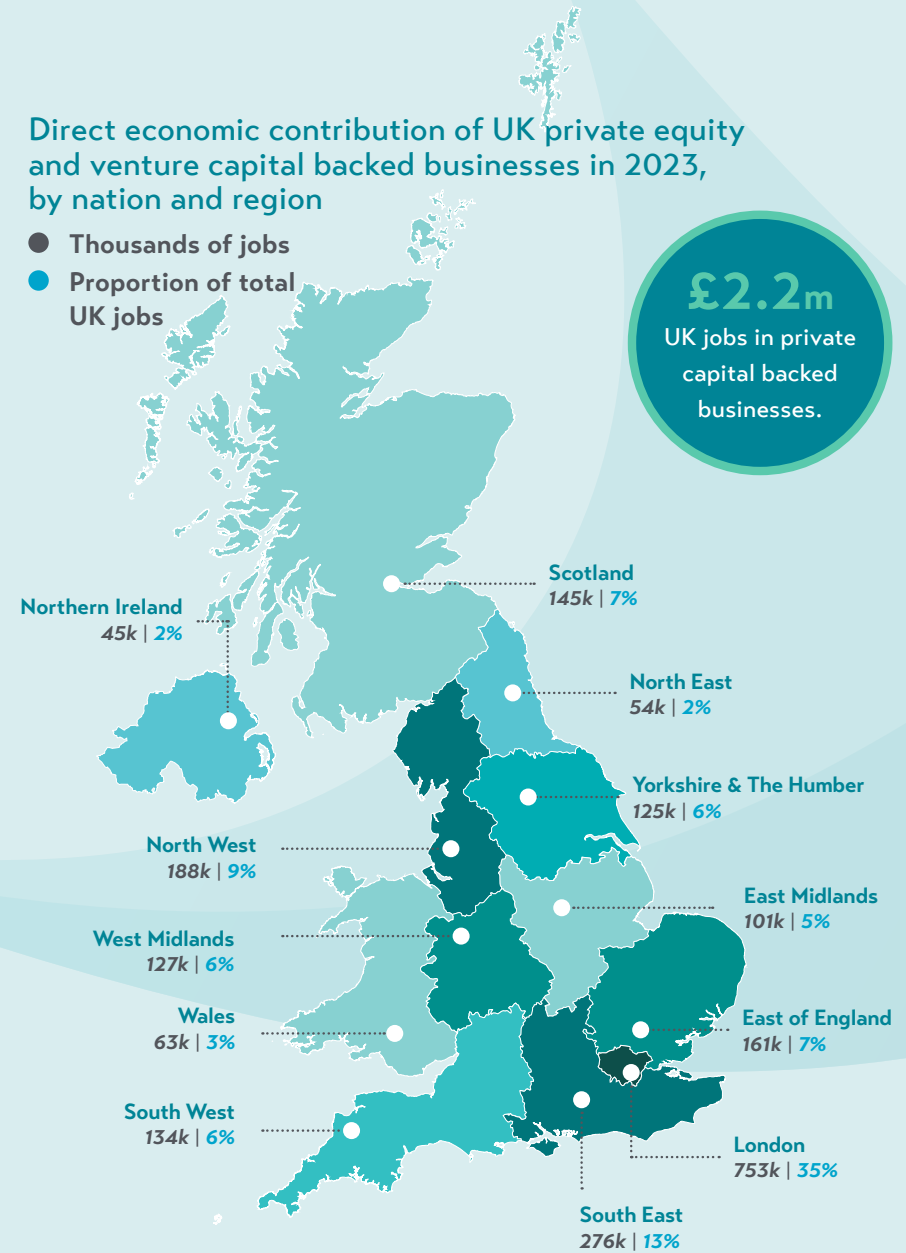 Direct economic contribution of UK private equity
and venture capital backed businesses in 2023,
by nation and region
Thousands of jobs
Proportion of total
UK jobs
£2.2m
UK jobs in private
capital backed
businesses.
Scotland
145k | 7%
Northern Ireland
45k | 2%
North East
54k | 2%
Yorkshire & The Humber
125k | 6%
North West
188k | 9%
East Midlands
101k | 5%
West Midlands
127k | 6%
Wales
63k | 3%
East of England
161k | 7%
South West
134k | 6%
London
753k | 35%
South East
276k | 13%